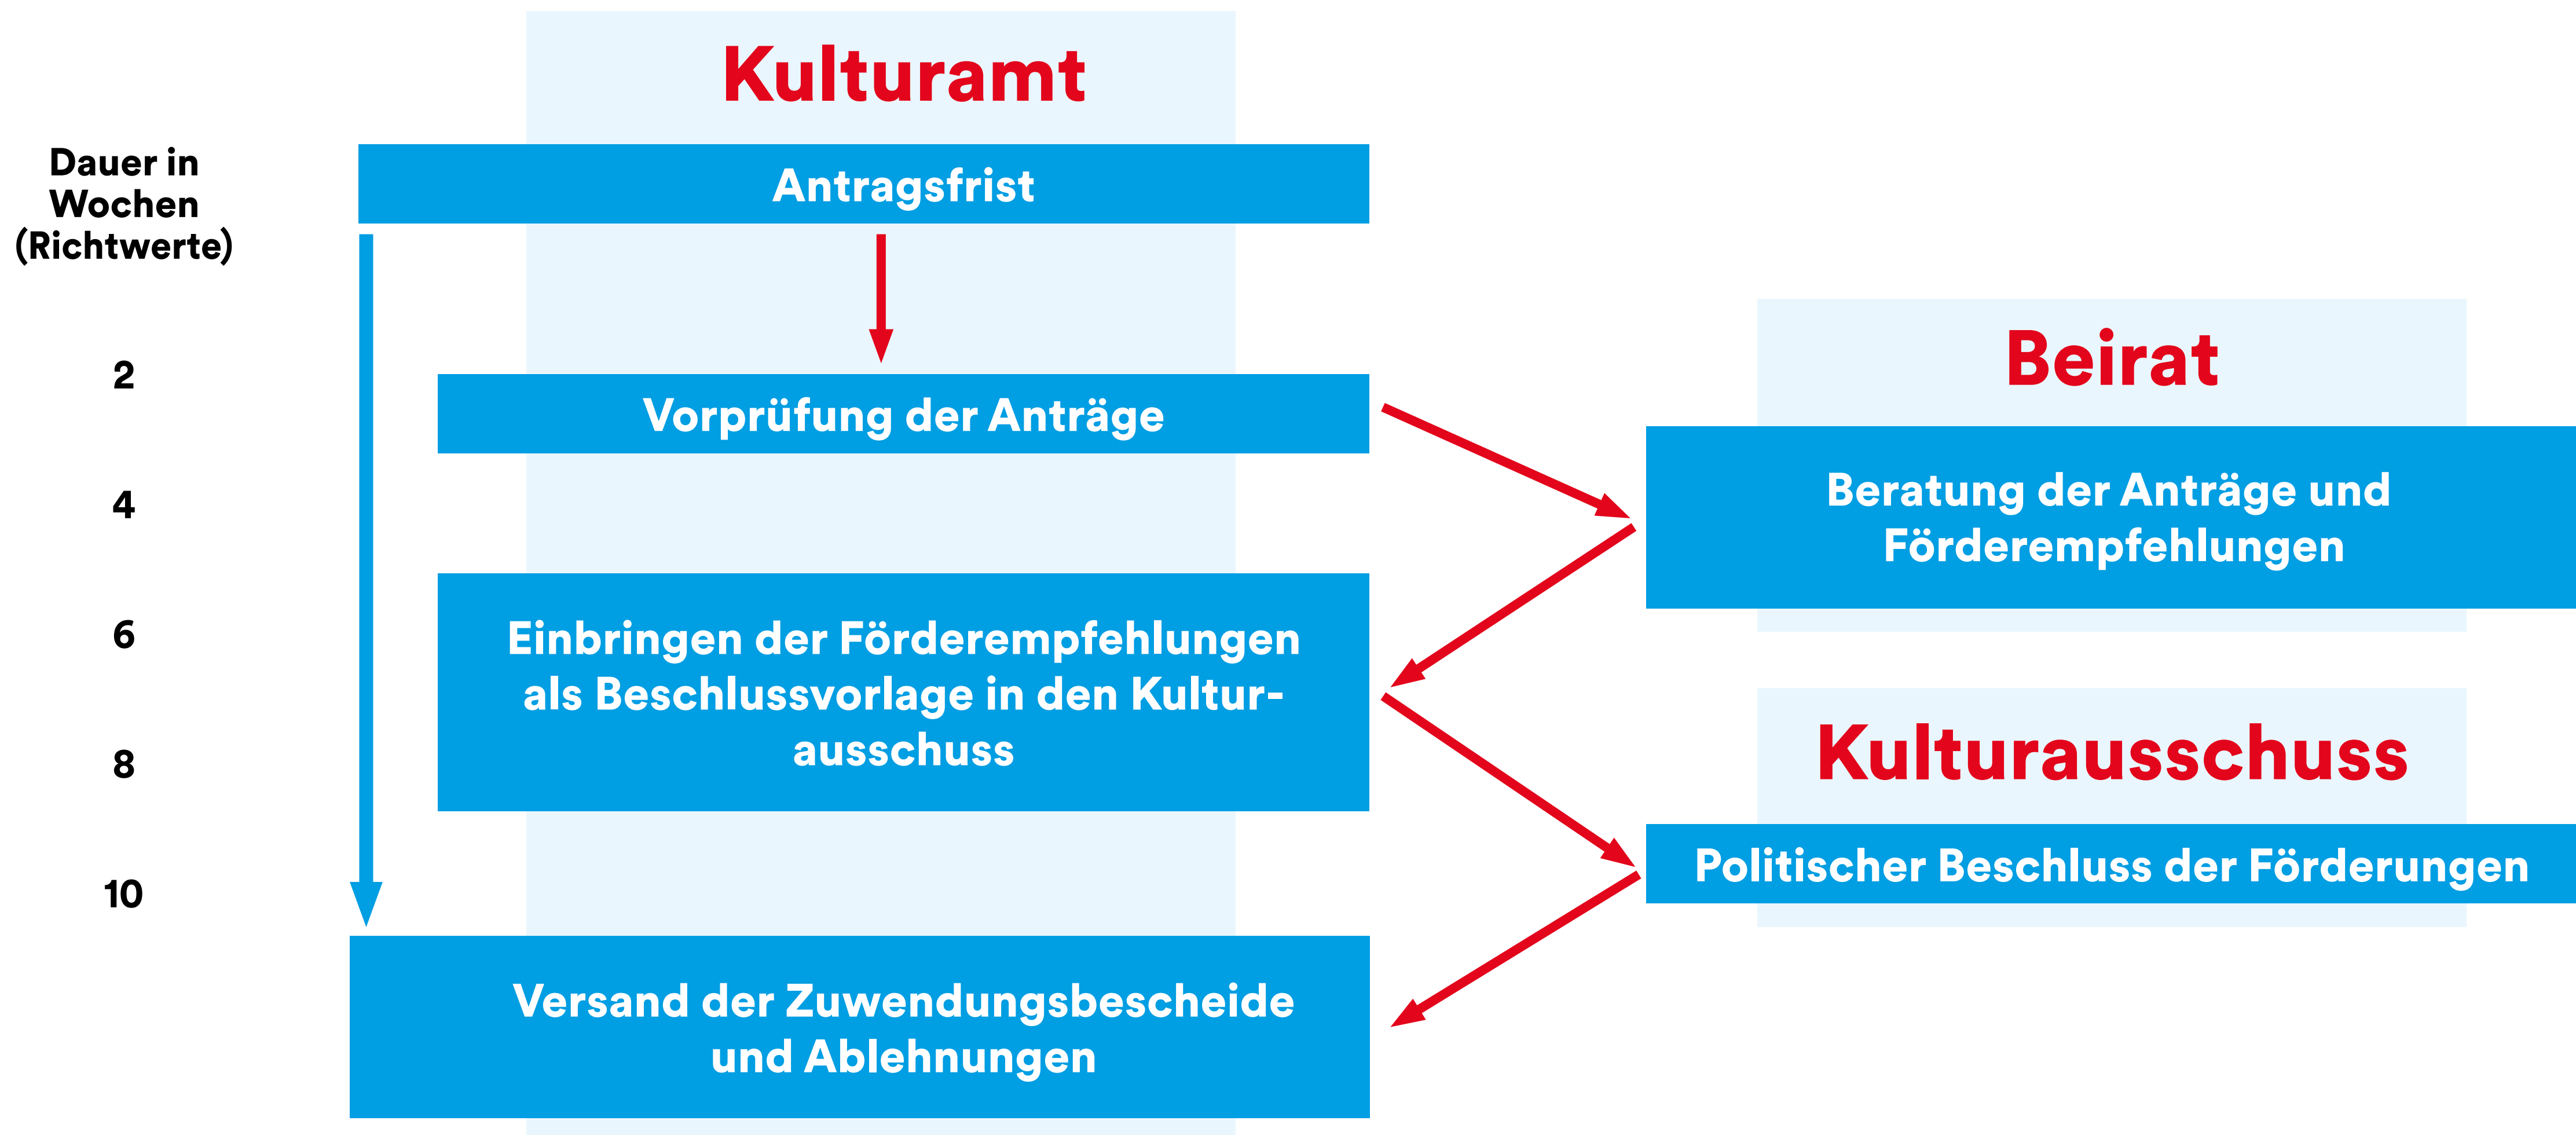 Kulturamt
Antragsfrist
Dauer in
Wochen
(Richtwerte)
2
Vorprüfung der Anträge
Beirat
4
Beratung der Anträge und
Förderempfehlungen
6
Einbringen der Förderempfehlungen
als Beschlussvorlage in den Kultur-
ausschuss
8
Kulturausschuss
Politischer Beschluss der Förderungen
10
Versand der Zuwendungsbescheide
und Ablehnungen